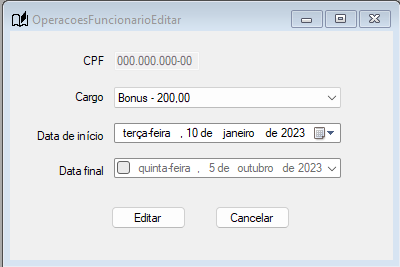 OperacoesFuncionarioEditar
CPF 000.000.000-00
Cargo Bonus - 200,00
Data de início terça-feira , 10 de janeiro de 2023
Data final quinta-feira , 5 de outubro de 2023
Editar Cancelar